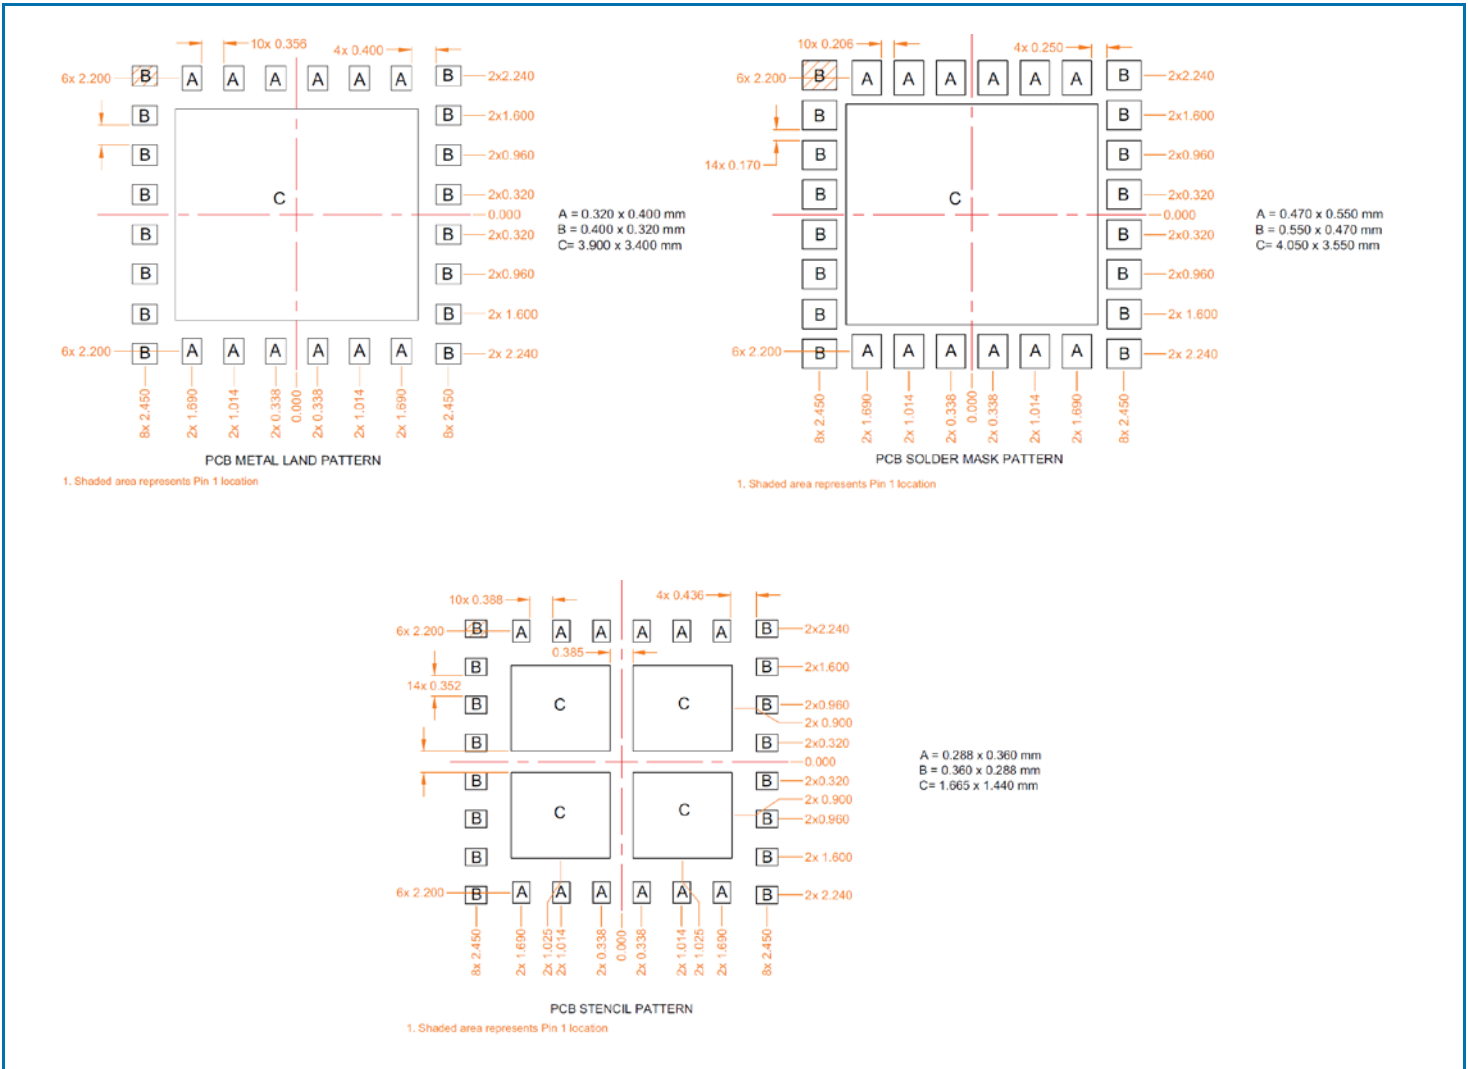 10x 0.356
4x 0.400
6x 2.200
B A A A A A A B
2x2.240
B B
2x1.600
B B
2x0.960
B B
2x0.320
C
0.000
B B
2x0.320
B B
2x0.960
B B
2x 1.600
6x 2.200
B A A A A A A B
2x 2.240
8x 2.450
2x 1.690
2x 1.014
2x 0.338
0.000
2x 0.338
2x 1.014
2x 1.690
8x 2.450
A = 0.320 x 0.400 mm
B = 0.400 x 0.320 mm
C= 3.900 x 3.400 mm
PCB METAL LAND PATTERN
1. Shaded area represents Pin 1 location
10x 0.206
4x 0.250
6x 2.200
B A A A A A A B
2x2.240
B B
2x1.600
14x 0.170
B B
2x0.960
B B
2x0.320
C
0.000
B B
2x0.320
B B
2x0.960
B B
2x 1.600
6x 2.200
B A A A A A A B
2x 2.240
8x 2.450
2x 1.690
2x 1.014
2x 0.338
0.000
2x 0.338
2x 1.014
2x 1.690
8x 2.450
A = 0.470 x 0.550 mm
B = 0.550 x 0.470 mm
C= 4.050 x 3.550 mm
PCB SOLDER MASK PATTERN
1. Shaded area represents Pin 1 location
10x 0.388
4x 0.436
6x 2.200
B A A A A A A B
2x2.240
0.385
B B
2x1.600
14x 0.352
B C C B
2x0.960
2x 0.900
B B
2x0.320
0.000
B B
2x0.320
2x 0.900
B C C B
2x0.960
B B
2x 1.600
6x 2.200
B A A A A A A B
2x 2.240
8x 2.450
2x 1.690
2x 1.025
2x 1.014
2x 0.338
0.000
2x 0.338
2x 1.014
2x 1.025
2x 1.690
8x 2.450
A = 0.288 x 0.360 mm
B = 0.360 x 0.288 mm
C= 1.665 x 1.440 mm
PCB STENCIL PATTERN
1. Shaded area represents Pin 1 location